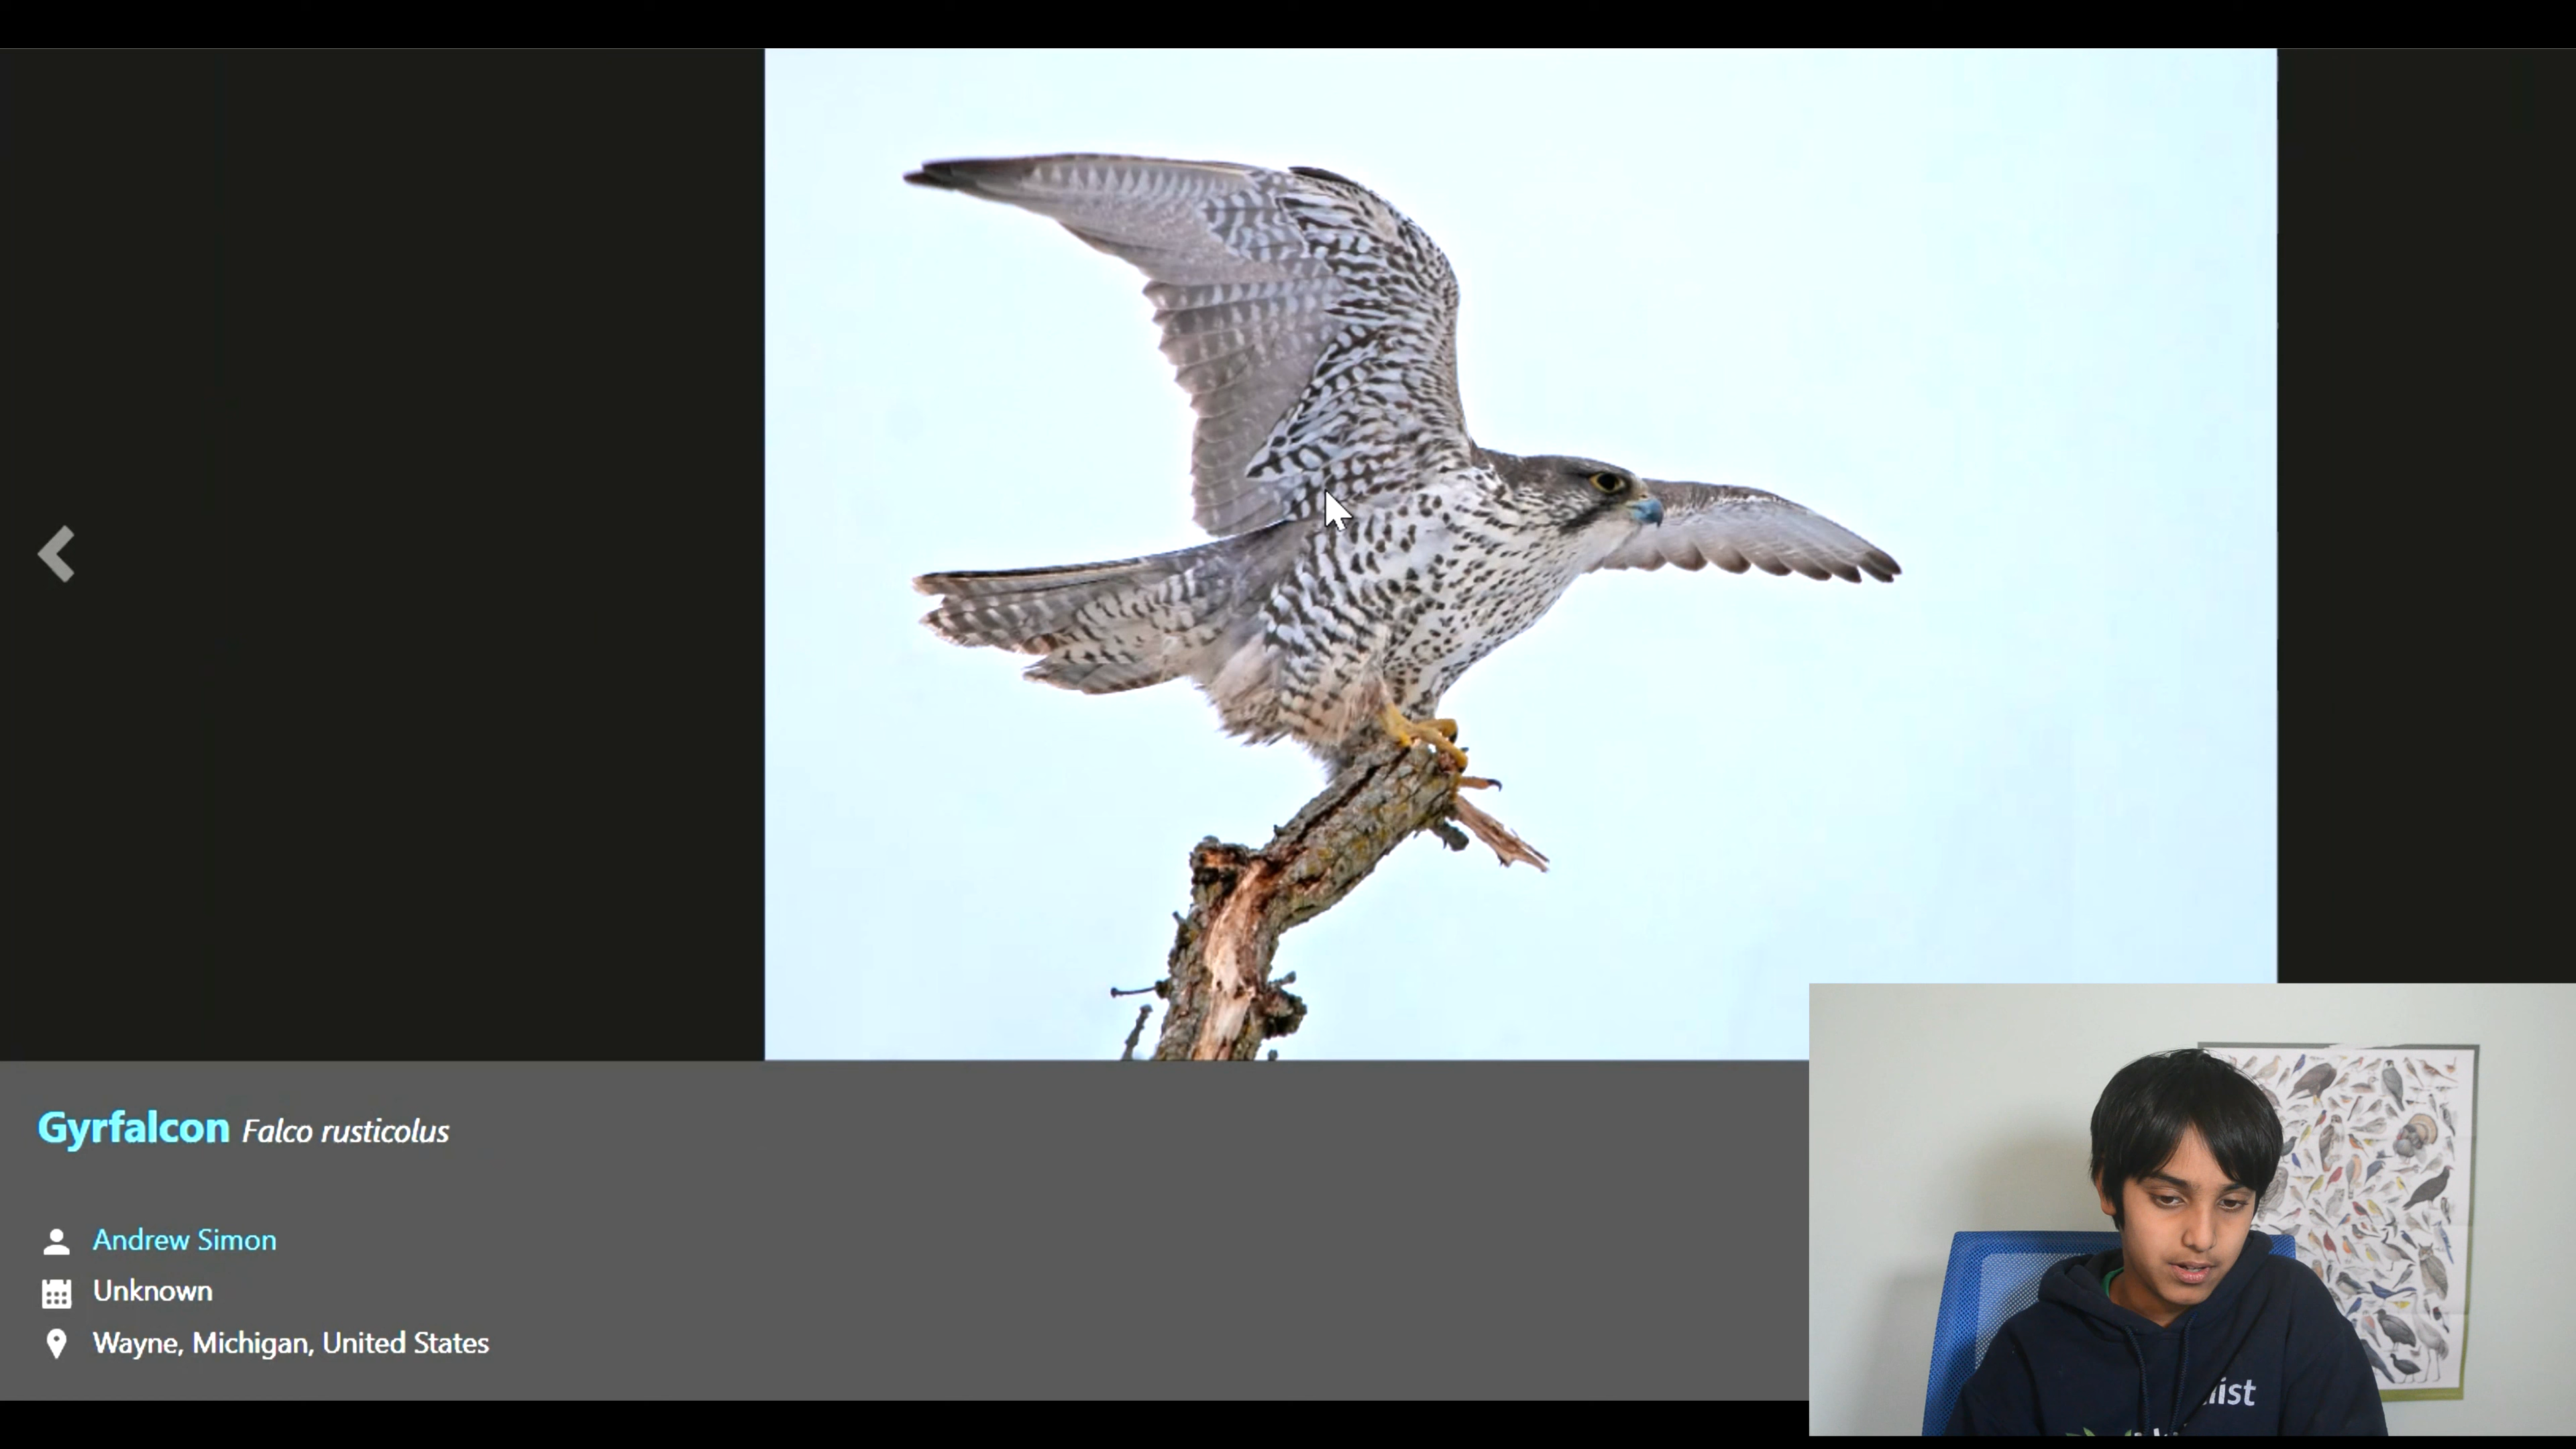 Gyrfalcon Falco rusticolus
Andrew Simon
Unknown
Wayne, Michigan, United States